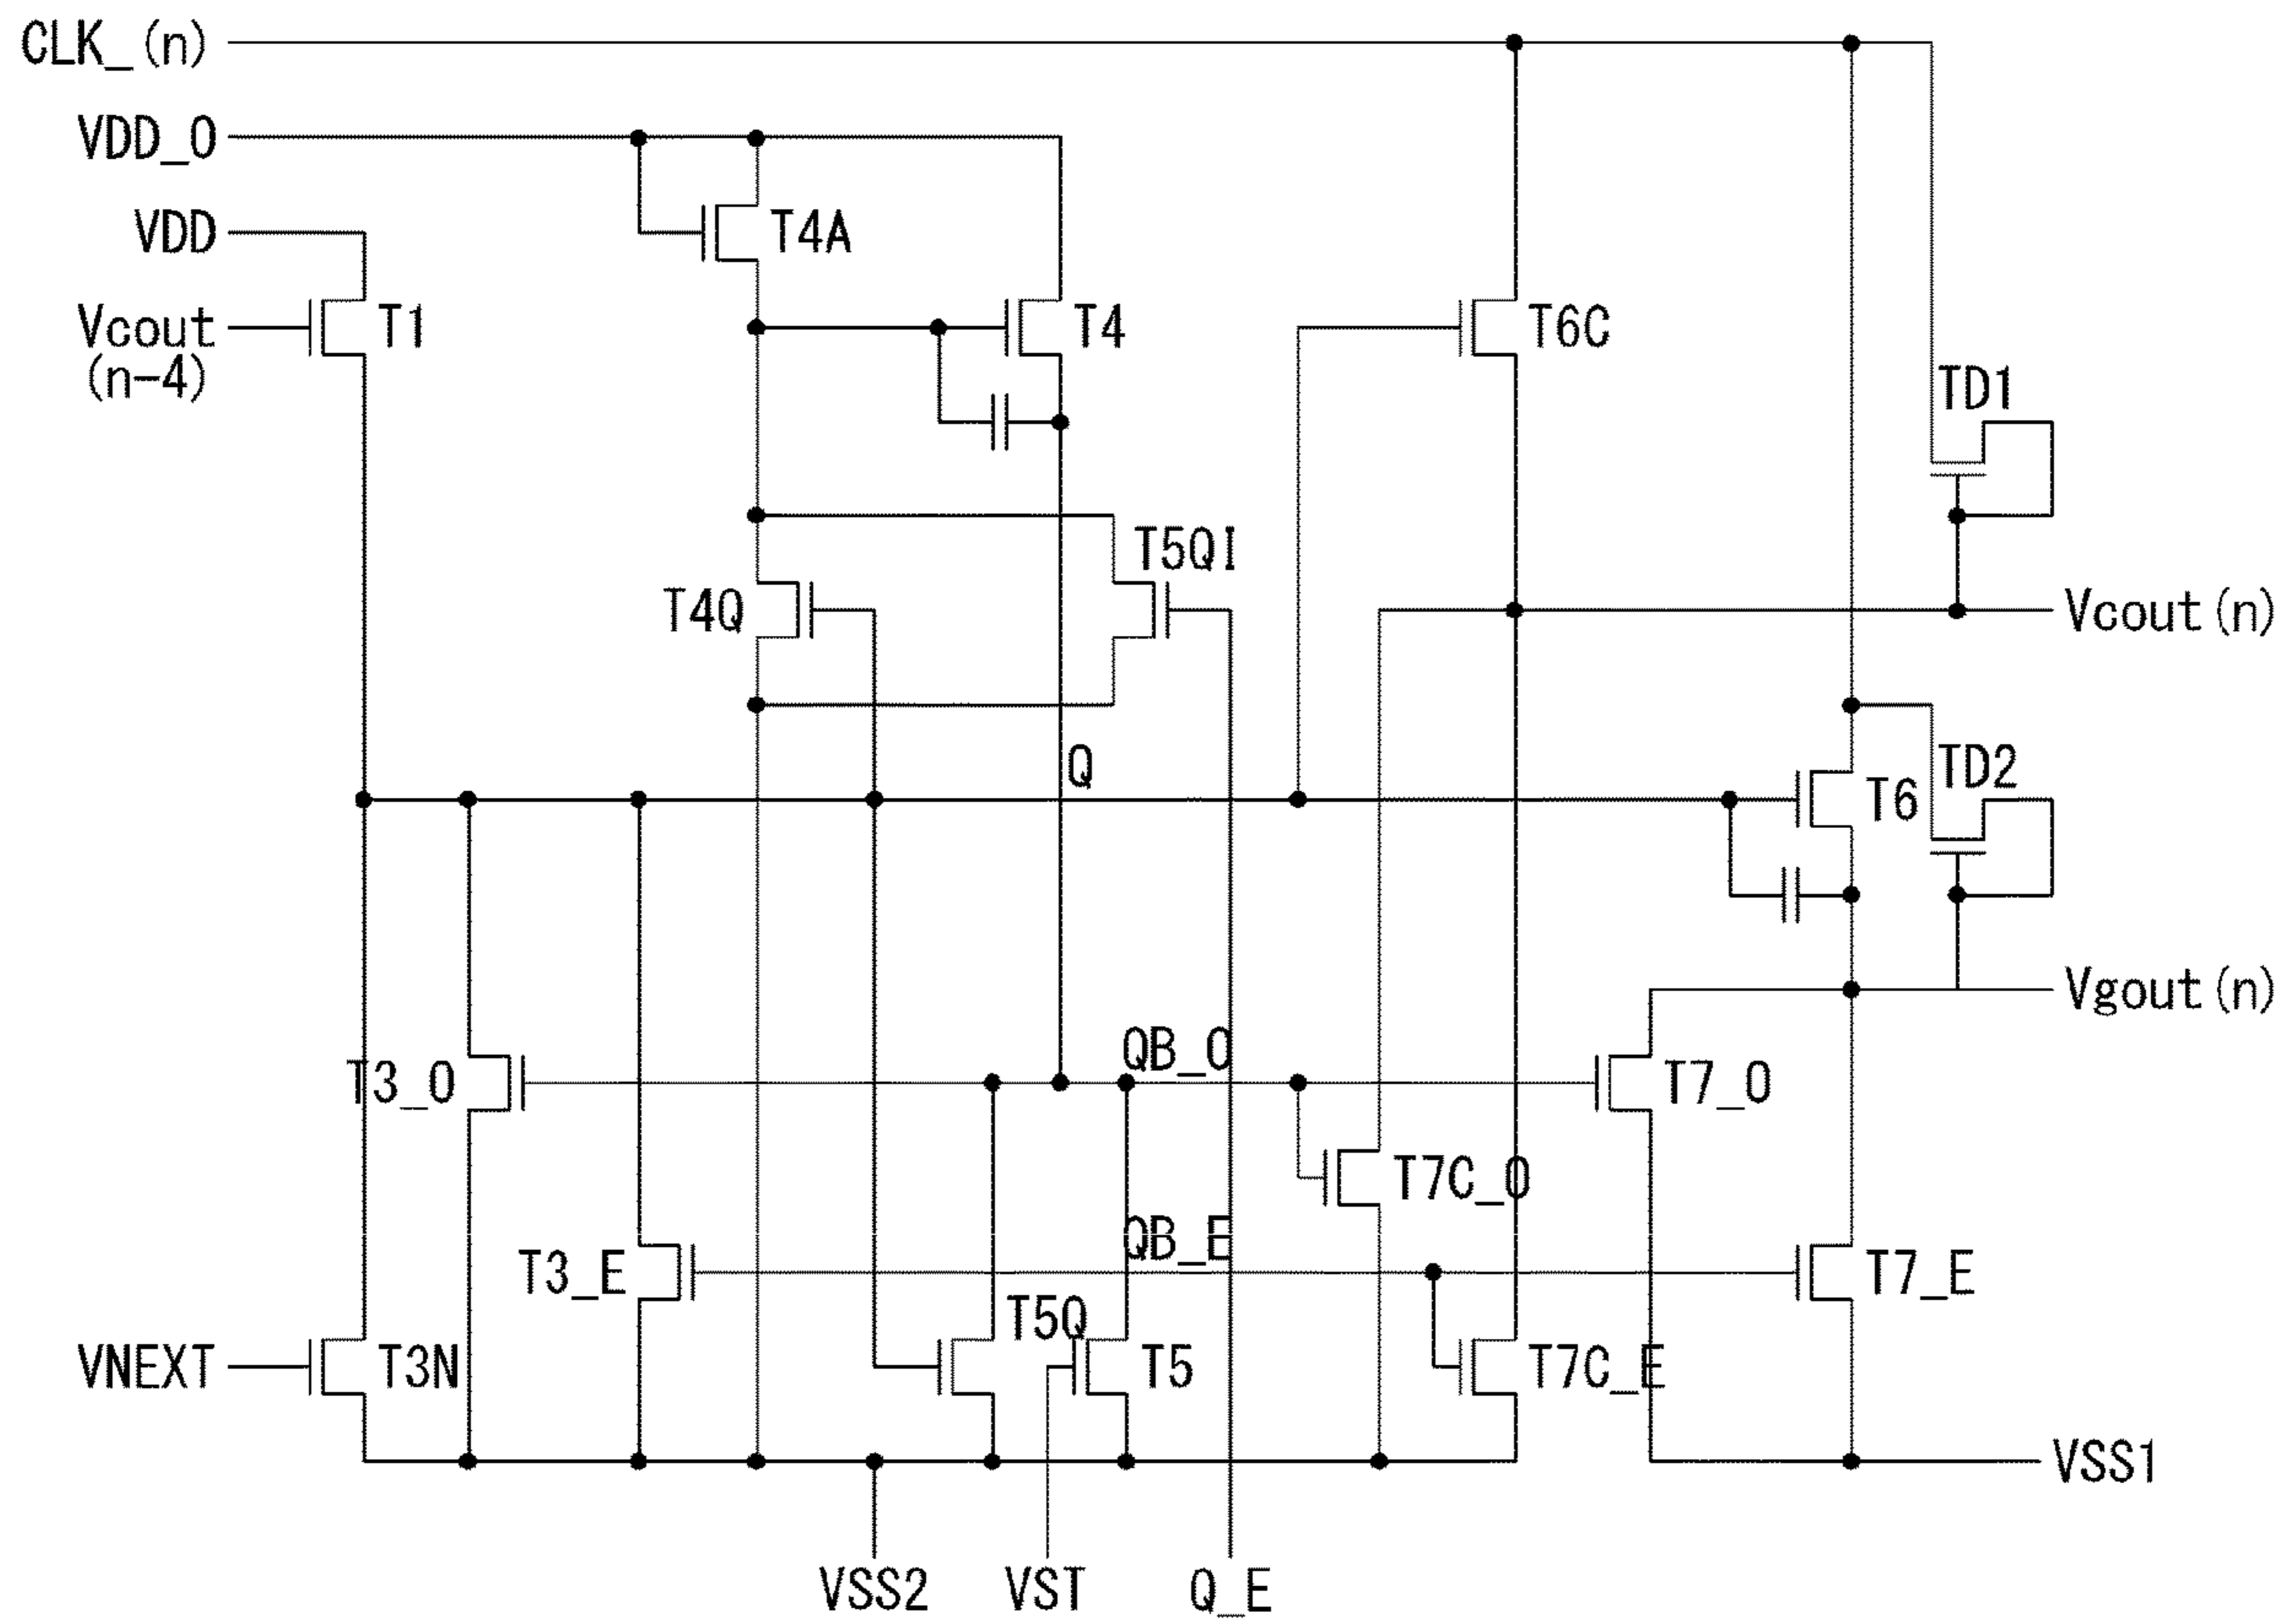 CLK_(n)
VDD_O
VDD
T4A
Vcout
(n-4)
T1
T4
T6C
TD1
T5QI
T4Q
Vcout(n)
Q
TD2
T6
Vgout(n)
QB_O
T3_O
T7_O
T7C_O
QB_E
T3_E
T7_E
T5Q
VNEXT
T3N
T5
T7C_E
VSS1
VSS2
VST
Q_E